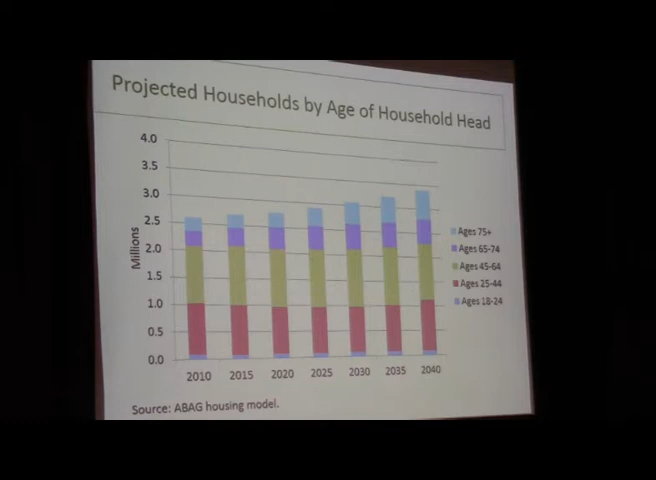 Projected Households by Age of Household Head
4.0
3.5
3.0
2.5
2.0
1.5
1.0
0.5
0.0
Millions
2010 2015 2020 2025 2030 2035 2040
Ages 75+
Ages 65-74
Ages 45-64
Ages 25-44
Ages 18-24
Source: ABAG housing model.